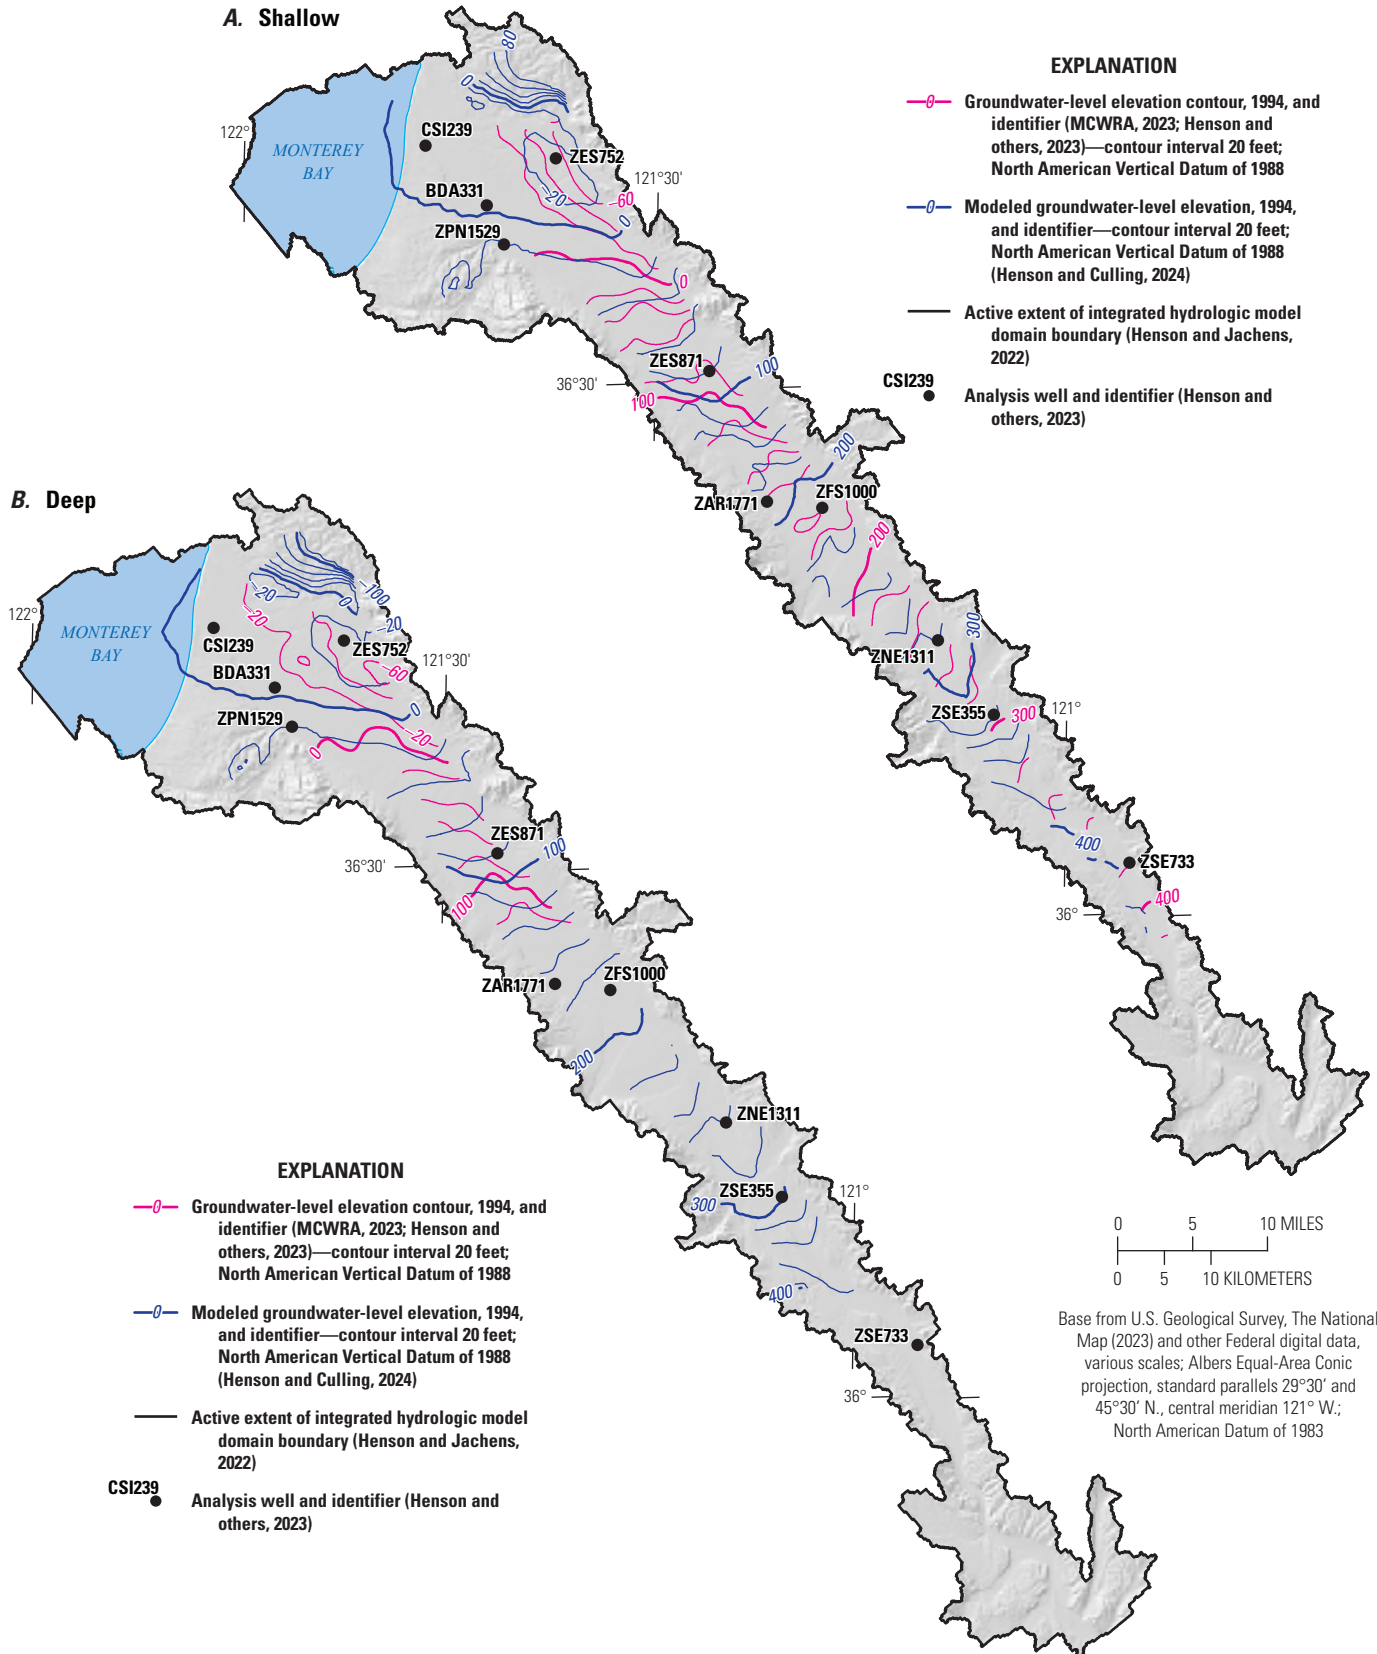 A. Shallow
80
0
122°
MONTEREY
BAY
CSI239
ZES752
121°30'
BDA331
–20
–60
0
ZPN1529
0
ZES871
100
36°30'
100
200
ZAR1771
ZFS1000
200
300
ZNE1311
ZSE355
300
121°
400
ZSE733
400
36°
EXPLANATION
0 Groundwater-level elevation contour, 1994, and
identifier (MCWRA, 2023; Henson and
others, 2023)—contour interval 20 feet;
North American Vertical Datum of 1988
0 Modeled groundwater-level elevation, 1994,
and identifier—contour interval 20 feet;
North American Vertical Datum of 1988
(Henson and Culling, 2024)
Active extent of integrated hydrologic model
domain boundary (Henson and Jachens,
2022)
CSI239
Analysis well and identifier (Henson and
others, 2023)
B. Deep
122°
MONTEREY
BAY
–20
–20
0
–100
–20
CSI239
ZES752
121°30'
BDA331
–60
0
ZPN1529
–20
0
ZES871
100
36°30'
100
ZAR1771
ZFS1000
200
ZNE1311
ZSE355
300
121°
400
ZSE733
36°
EXPLANATION
0 Groundwater-level elevation contour, 1994, and
identifier (MCWRA, 2023; Henson and
others, 2023)—contour interval 20 feet;
North American Vertical Datum of 1988
0 Modeled groundwater-level elevation, 1994,
and identifier—contour interval 20 feet;
North American Vertical Datum of 1988
(Henson and Culling, 2024)
Active extent of integrated hydrologic model
domain boundary (Henson and Jachens,
2022)
CSI239
Analysis well and identifier (Henson and
others, 2023)
0 5 10 MILES
0 5 10 KILOMETERS
Base from U.S. Geological Survey, The National
Map (2023) and other Federal digital data,
various scales; Albers Equal-Area Conic
projection, standard parallels 29°30′ and
45°30′ N., central meridian 121° W.;
North American Datum of 1983